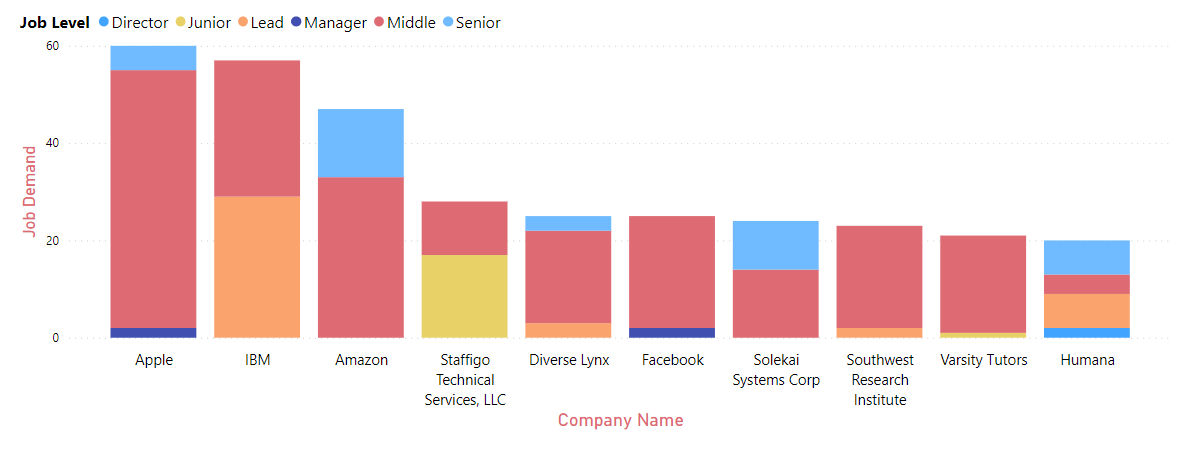 Job Level Director Junior Lead Manager Middle Senior
60
40
20
0
Job Demand
Apple IBM Amazon Staffigo Diverse Lynx Facebook Solekai Southwest Varsity Tutors Humana
Technical Systems Corp Research
Services, LLC Institute
Company Name